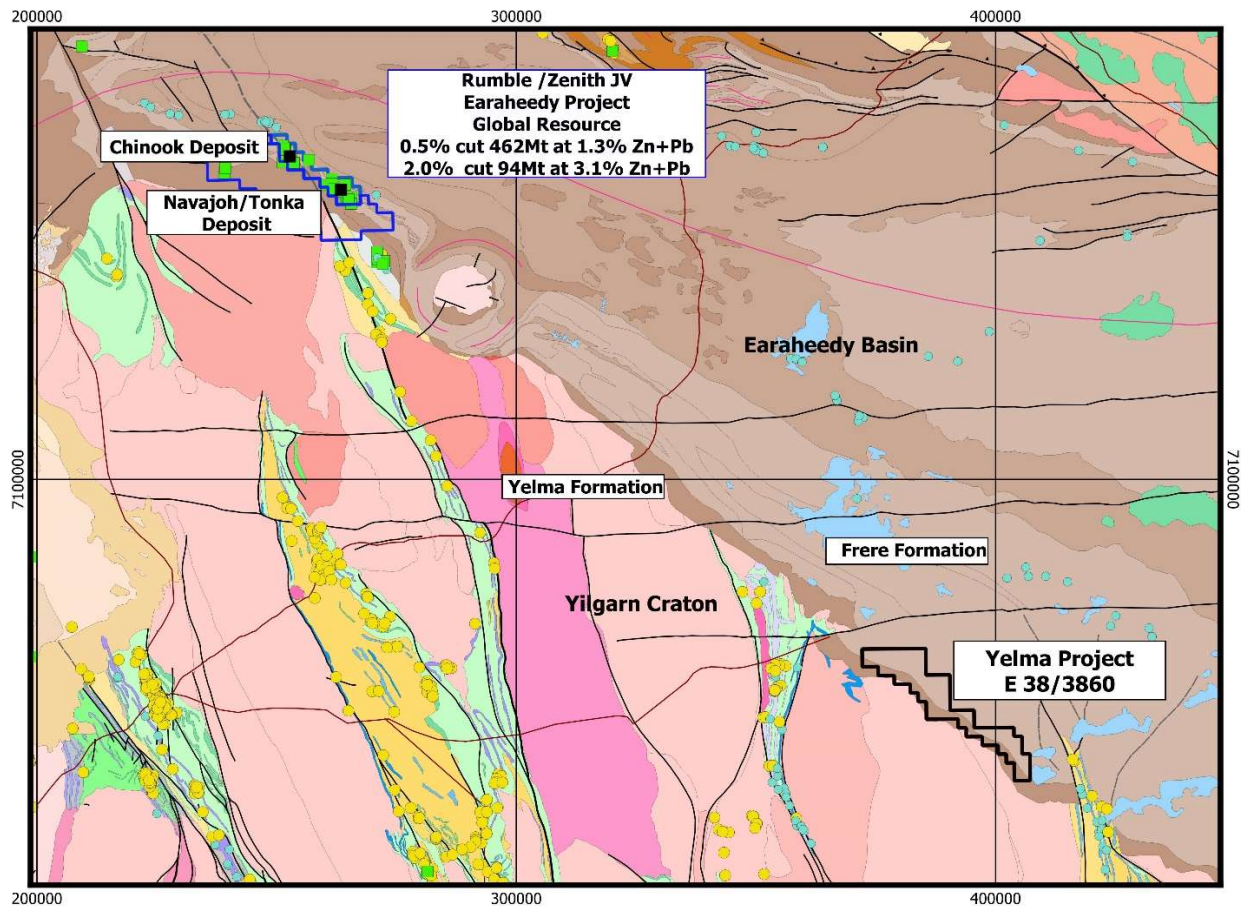 200000
300000
400000
Rumble /Zenith JV
Earaheedy Project
Global Resource
0.5% cut 462Mt at 1.3% Zn+Pb
2.0% cut 94Mt at 3.1% Zn+Pb
Chinook Deposit
Navajoh/Tonka
Deposit
Earaheedy Basin
7100000
7100000
Yelma Formation
Frere Formation
Yilgarn Craton
Yelma Project
E 38/3860
200000
300000
400000